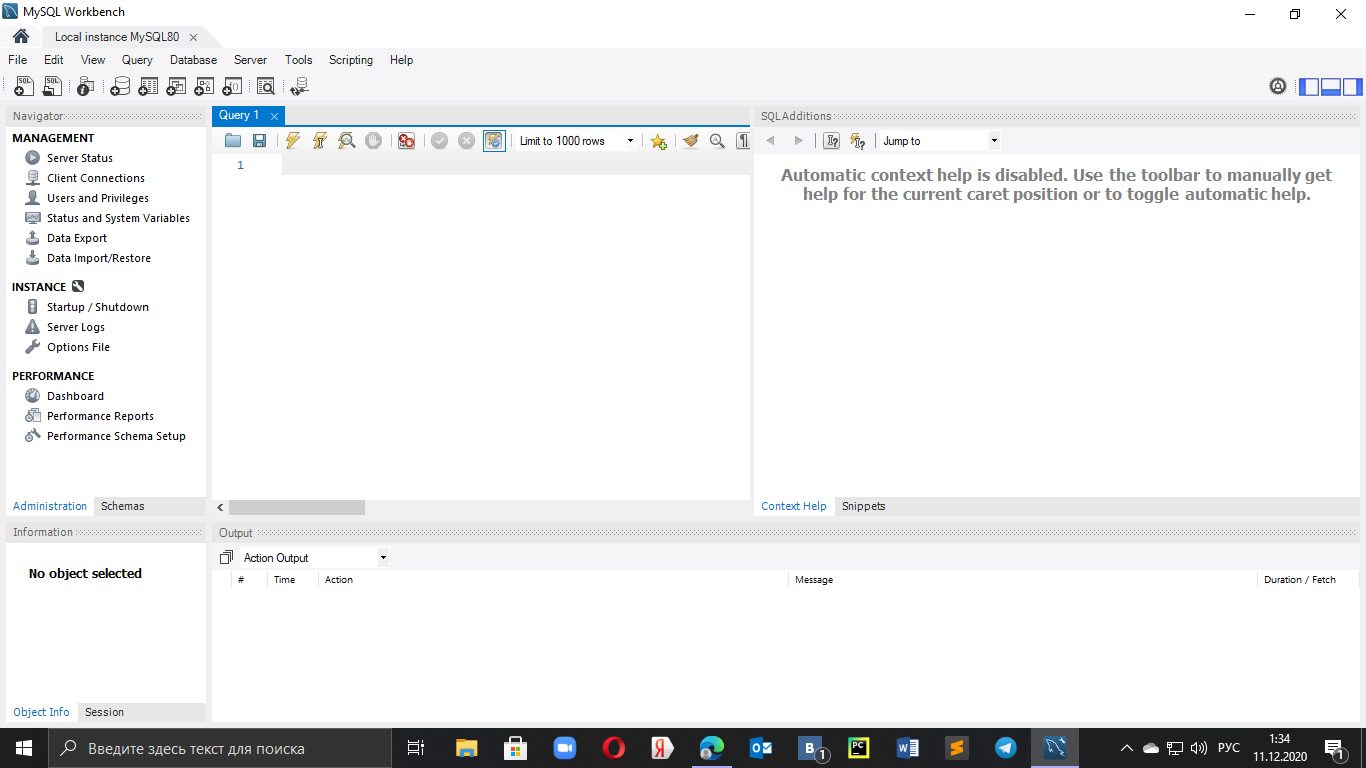 MySQL Workbench
Local instance MySQL80
File Edit View Query Database Server Tools Scripting Help
Navigator
MANAGEMENT
Server Status
Client Connections
Users and Privileges
Status and System Variables
Data Export
Data Import/Restore
INSTANCE
Startup / Shutdown
Server Logs
Options File
PERFORMANCE
Dashboard
Performance Reports
Performance Schema Setup
Administration Schemas
Query 1
Limit to 1000 rows
1
SQLAdditions
Jump to
Automatic context help is disabled. Use the toolbar to manually get
help for the current caret position or to toggle automatic help.
Context Help Snippets
Information
No object selected
Object Info Session
Output
Action Output
# Time Action Message Duration / Fetch
Введите здесь текст для поиска
РУС
1:34
11.12.2020